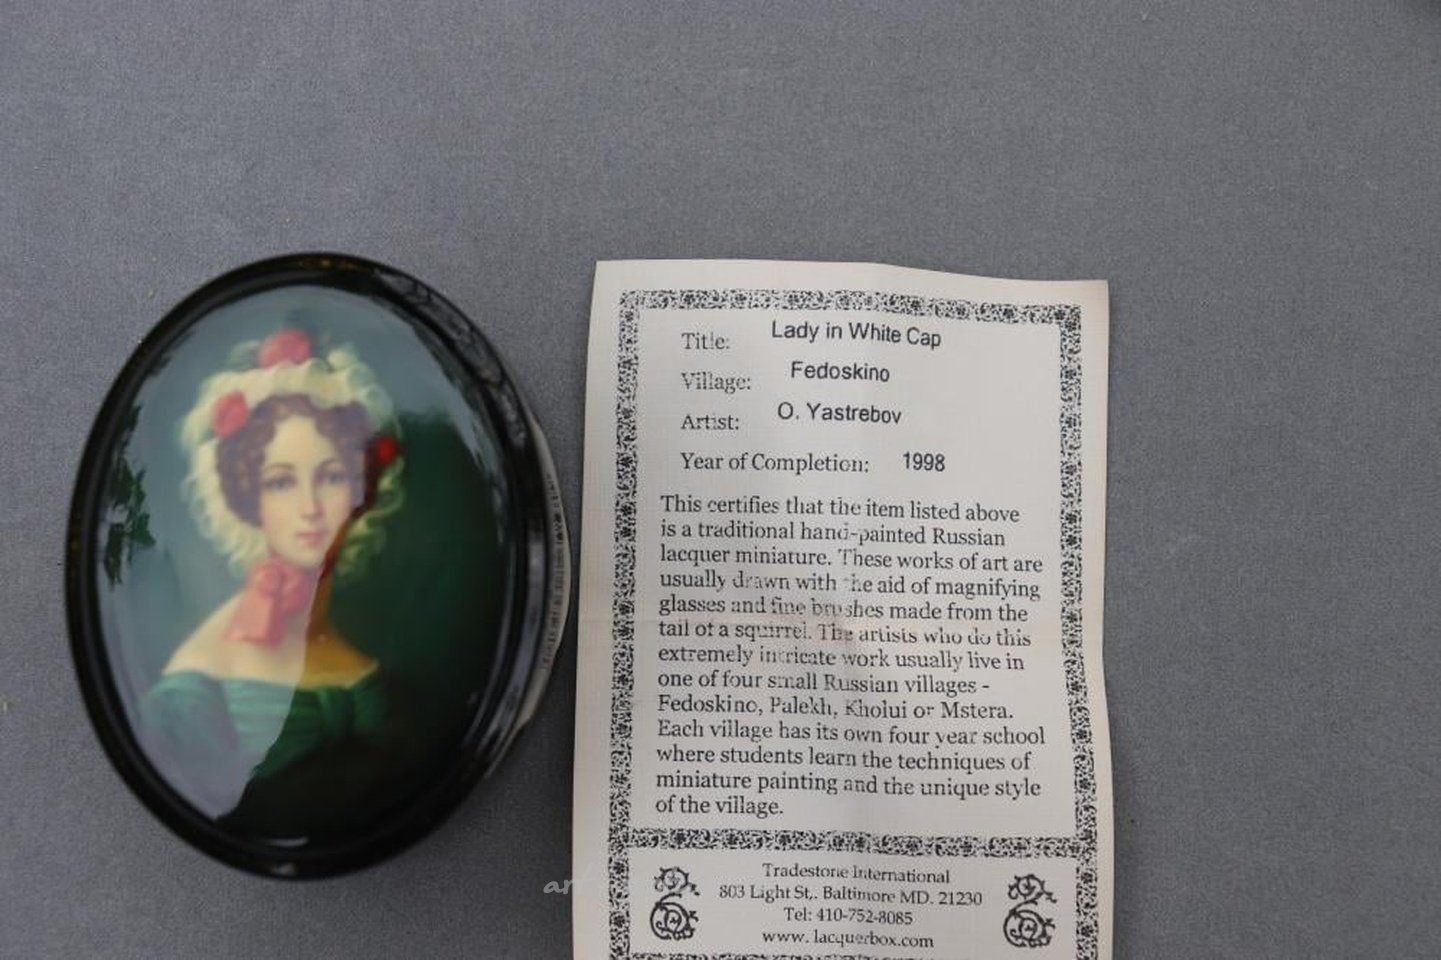 Title: Lady in White Cap
Village: Fedoskino
Artist: O. Yastrebov
Year of Completion: 1998
This certifies that the item listed above
is a traditional hand-painted Russian
lacquer miniature. These works of art are
usually drawn with the aid of magnifying
glasses and fine brushes made from the
tail of a squirrel. The artists who do this
extremely intricate work usually live in
one of four small Russian villages -
Fedoskino, Palekh, Kholui or Mstera.
Each village has its own four year school
where students learn the techniques of
miniature painting and the unique style
of the village.
Tradestone International
803 Light St,. Baltimore MD. 21230
Tel: 410-752-8085
www. lacquerbox.com